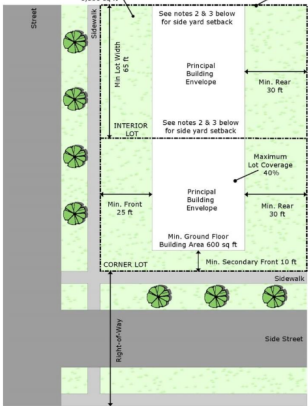 Street
Sidewalk
See notes 2 & 3 below
for side yard setback
Min Lot Width
65 ft
Principal
Building
Envelope
Min. Rear
30 ft
INTERIOR
LOT
See notes 2 & 3 below
for side yard setback
Maximum
Lot Coverage
40%
Min. Front
25 ft
Principal
Building
Envelope
Min. Rear
30 ft
Min. Ground Floor
Building Area 600 sq ft
Min. Secondary Front 10 ft
CORNER LOT
Sidewalk
Right-of-Way
Side Street